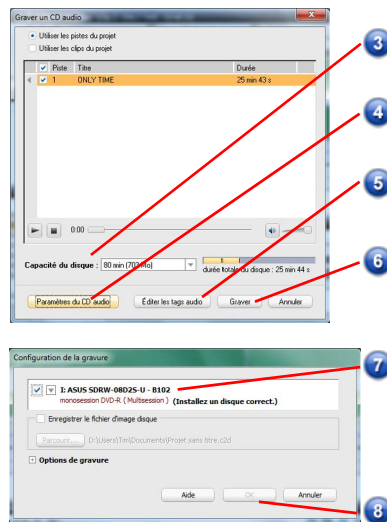 Graver un CD audio
Utiliser les pistes du projet
Utiliser les clips du projet
3
Piste Titre Durée
1 ONLY TIME 25 min 43 s
4
5
0:00
Capacité du disque : 80 min (702 Mo)
durée totale du disque : 25 min 44 s
6
Paramètres du CD audio Éditer les tags audio Graver Annuler
Configuration de la gravure
7
I: ASUS SDRW-08D2S-U - B102
monosession DVD-R ( Multisession ) (Installez un disque correct.)
Enregistrer le fichier d'image disque
Parcourir... D:\Users\Tim\Documents\Projet sans titre.c2d
Options de gravure
Aide OK Annuler
8